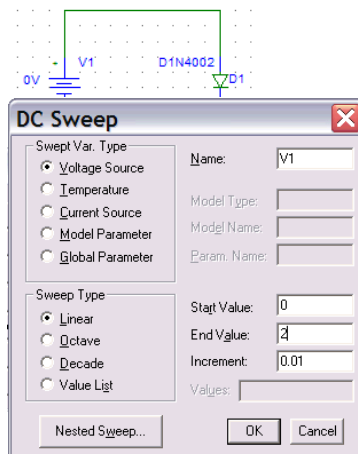 V1
D1N4002
0V
D1
DC Sweep
Swept Var. Type
Voltage Source
Temperature
Current Source
Model Parameter
Global Parameter
Name:
V1
Model Type:
Model Name:
Param. Name:
Sweep Type
Linear
Octave
Decade
Value List
Start Value:
0
End Value:
2
Increment:
0.01
Values:
Nested Sweep...
OK
Cancel